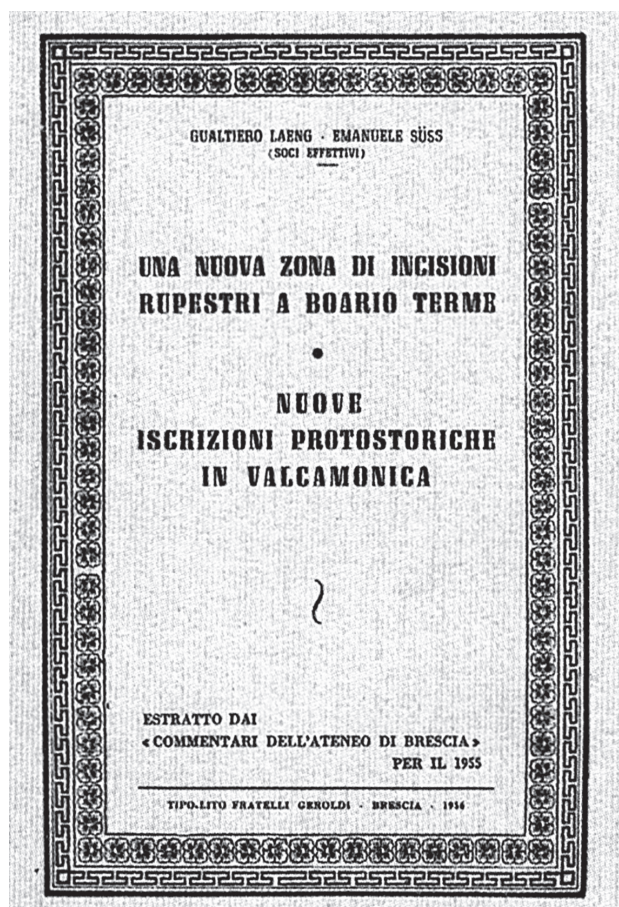 GUALTIERO LAENG · EMANUELE SÜSS
(SOCI EFFETTIVI)
UNA NUOVA ZONA DI INCISIONI
RUPESTRI A BOARIO TERME
•
NUOVE
ISCRIZIONI PROTOSTORICHE
IN VALCAMONICA
ESTRATTO DAI
«COMMENTARI DELL'ATENEO DI BRESCIA»
PER IL 1955
TIPO-LITO FRATELLI GEROLDI - BRESCIA - 1956